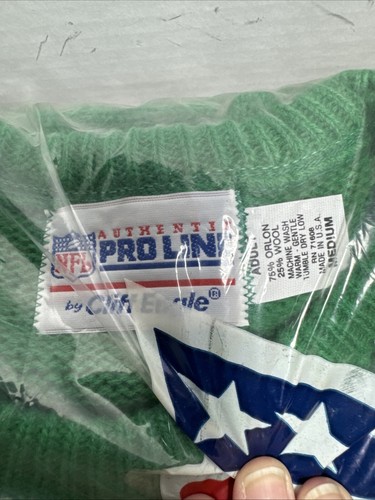 AUTHENTIC
PRO LINE
NFL
by Cliff Engle®
ADULT
75% ORLON
25% WOOL
MACHINE WASH
WARM - GENTLE
TUMBLE DRY LOW
RN 71608
MADE IN U.S.A.
MEDIUM